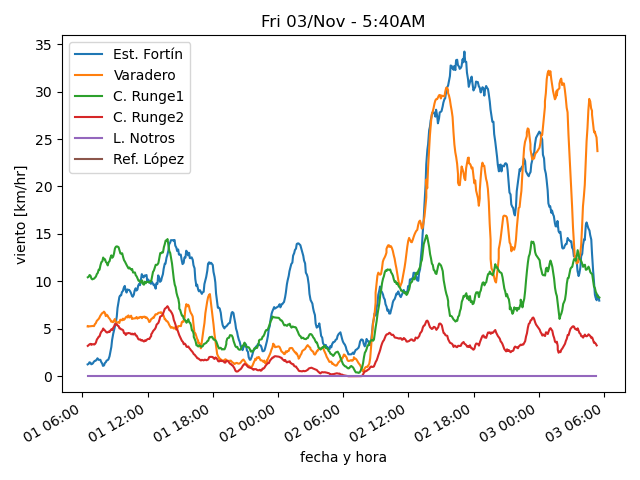 Fri 03/Nov - 5:40AM
viento [km/hr]
35
30
25
20
15
10
5
0
Est. Fortín
Varadero
C. Runge1
C. Runge2
L. Notros
Ref. López
01 06:00
01 12:00
01 18:00
02 00:00
02 06:00
02 12:00
02 18:00
03 00:00
03 06:00
fecha y hora